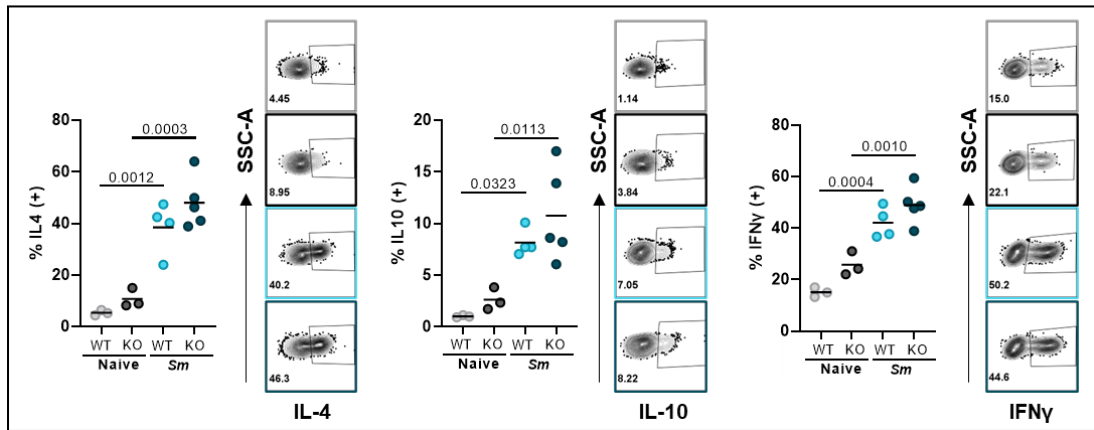 % IL4 (+)
80
60
40
20
0
0.0003
0.0012
WT KO WT KO
Naive Sm
SSC-A
4.45
8.95
40.2
46.3
IL-4
% IL10 (+)
20
15
10
5
0
0.0113
0.0323
WT KO WT KO
Naive Sm
SSC-A
1.14
3.84
7.05
8.22
IL-10
% IFNγ (+)
80
60
40
20
0
0.0010
0.0004
WT KO WT KO
Naive Sm
SSC-A
15.0
22.1
50.2
44.6
IFNγ